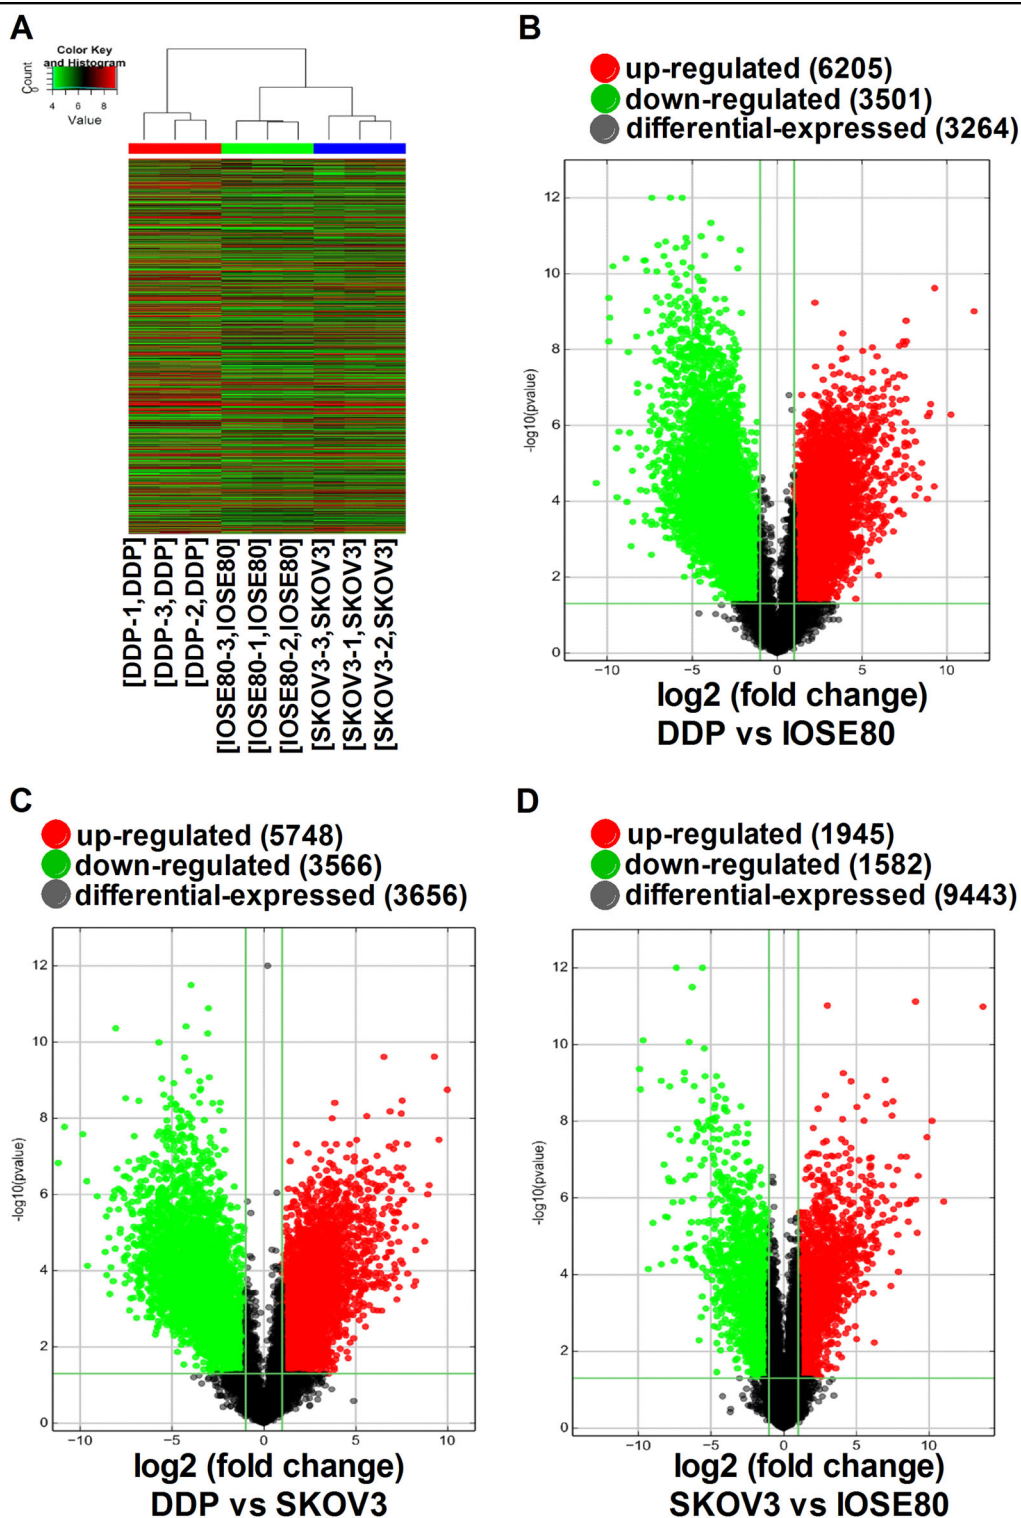 A
Color Key
and Histogram
Count
0
4 6 8
Value
[DDP-1,DDP]
[DDP-3,DDP]
[DDP-2,DDP]
[IOSE80-3,IOSE80]
[IOSE80-1,IOSE80]
[IOSE80-2,IOSE80]
[SKOV3-3,SKOV3]
[SKOV3-1,SKOV3]
[SKOV3-2,SKOV3]
B
up-regulated (6205)
down-regulated (3501)
differential-expressed (3264)
12
10
8
6
4
2
0
-log10(pvalue)
−10 −5 0 5 10
log2 (fold change)
DDP vs IOSE80
C
up-regulated (5748)
down-regulated (3566)
differential-expressed (3656)
12
10
8
6
4
2
0
-log10(pvalue)
−10 −5 0 5 10
log2 (fold change)
DDP vs SKOV3
D
up-regulated (1945)
down-regulated (1582)
differential-expressed (9443)
12
10
8
6
4
2
0
-log10(pvalue)
−10 −5 0 5 10
log2 (fold change)
SKOV3 vs IOSE80